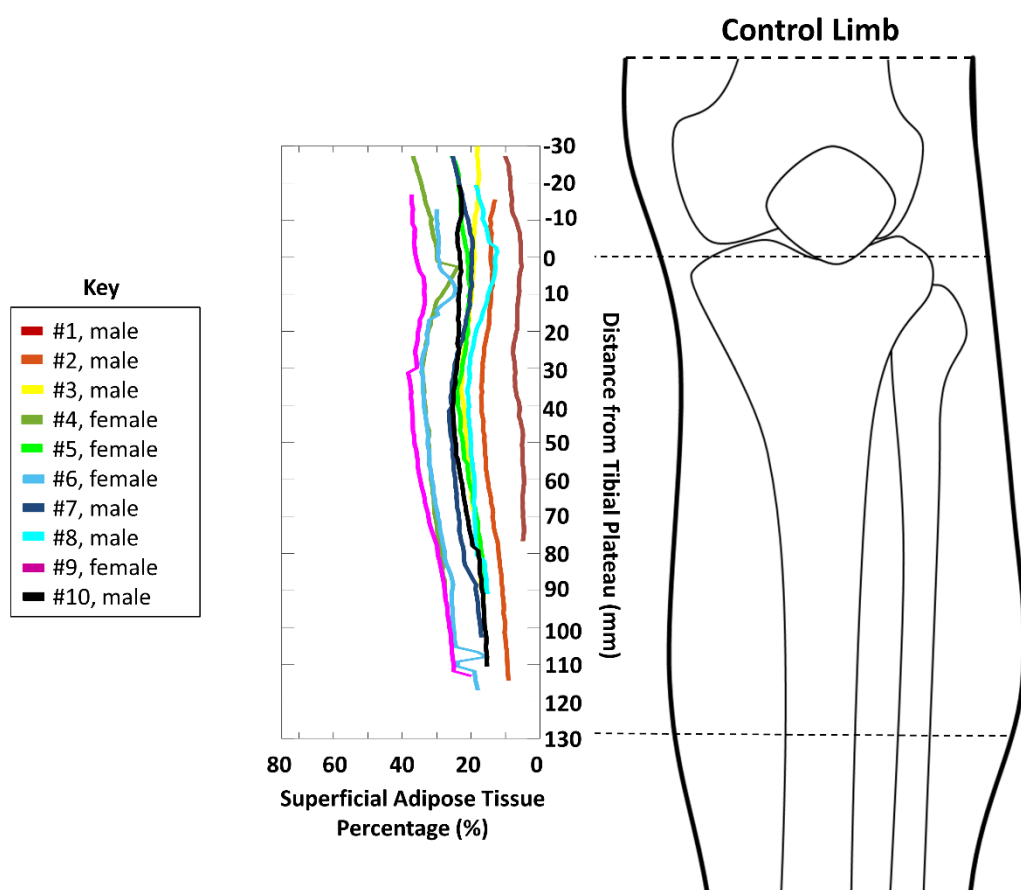 Control Limb
-30
-20
-10
0
10
20
30
40
50
60
70
80
90
100
110
120
130
Distance from Tibial Plateau (mm)
80 60 40 20 0
Superficial Adipose Tissue
Percentage (%)
Key
#1, male
#2, male
#3, male
#4, female
#5, female
#6, female
#7, male
#8, male
#9, female
#10, male